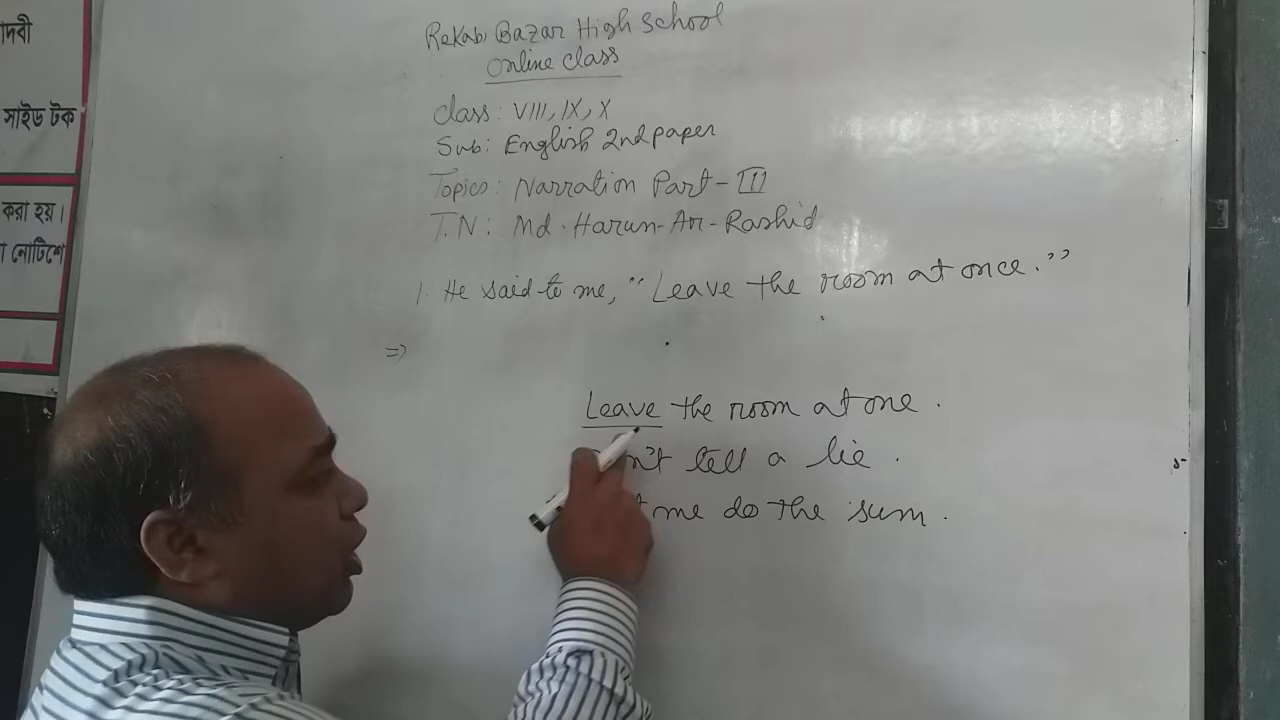 দবী
সাইড টক
করা হয়।
নোটিশে
Rekabi Bazar High School
Online class
class: VIII, IX, X
Sub: English 2nd paper
Topics: Narration Part-III
T.N: Md. Harun-Ar-Rashid
1. He said to me, "Leave the room at once."
⇒
Leave the room at one.
n't tell a lie.
t me do the sum.